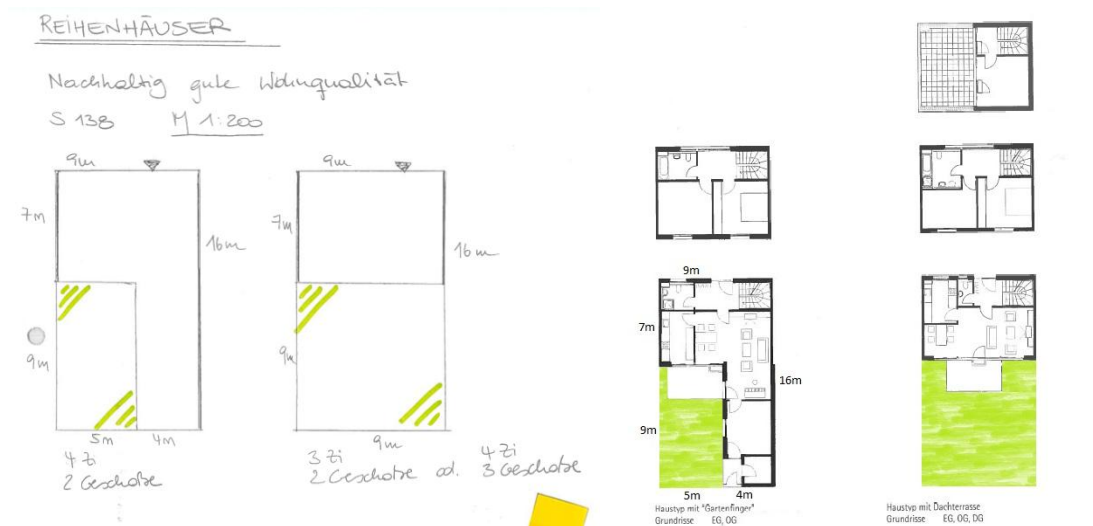 REIHENHÄUSER
Nachhaltig gute Wohnqualität
S 138 M 1:200
9m
7m
16m
9m
5m 4m
4 Zi
2 Geschoße
9m
7m
16m
9m
9m
3 Zi 4 Zi
2 Geschoße od. 3 Geschoße
9m
7m
16m
9m
5m 4m
Haustyp mit "Gartenfinger"
Grundrisse EG, OG
Haustyp mit Dachterrasse
Grundrisse EG, OG, DG